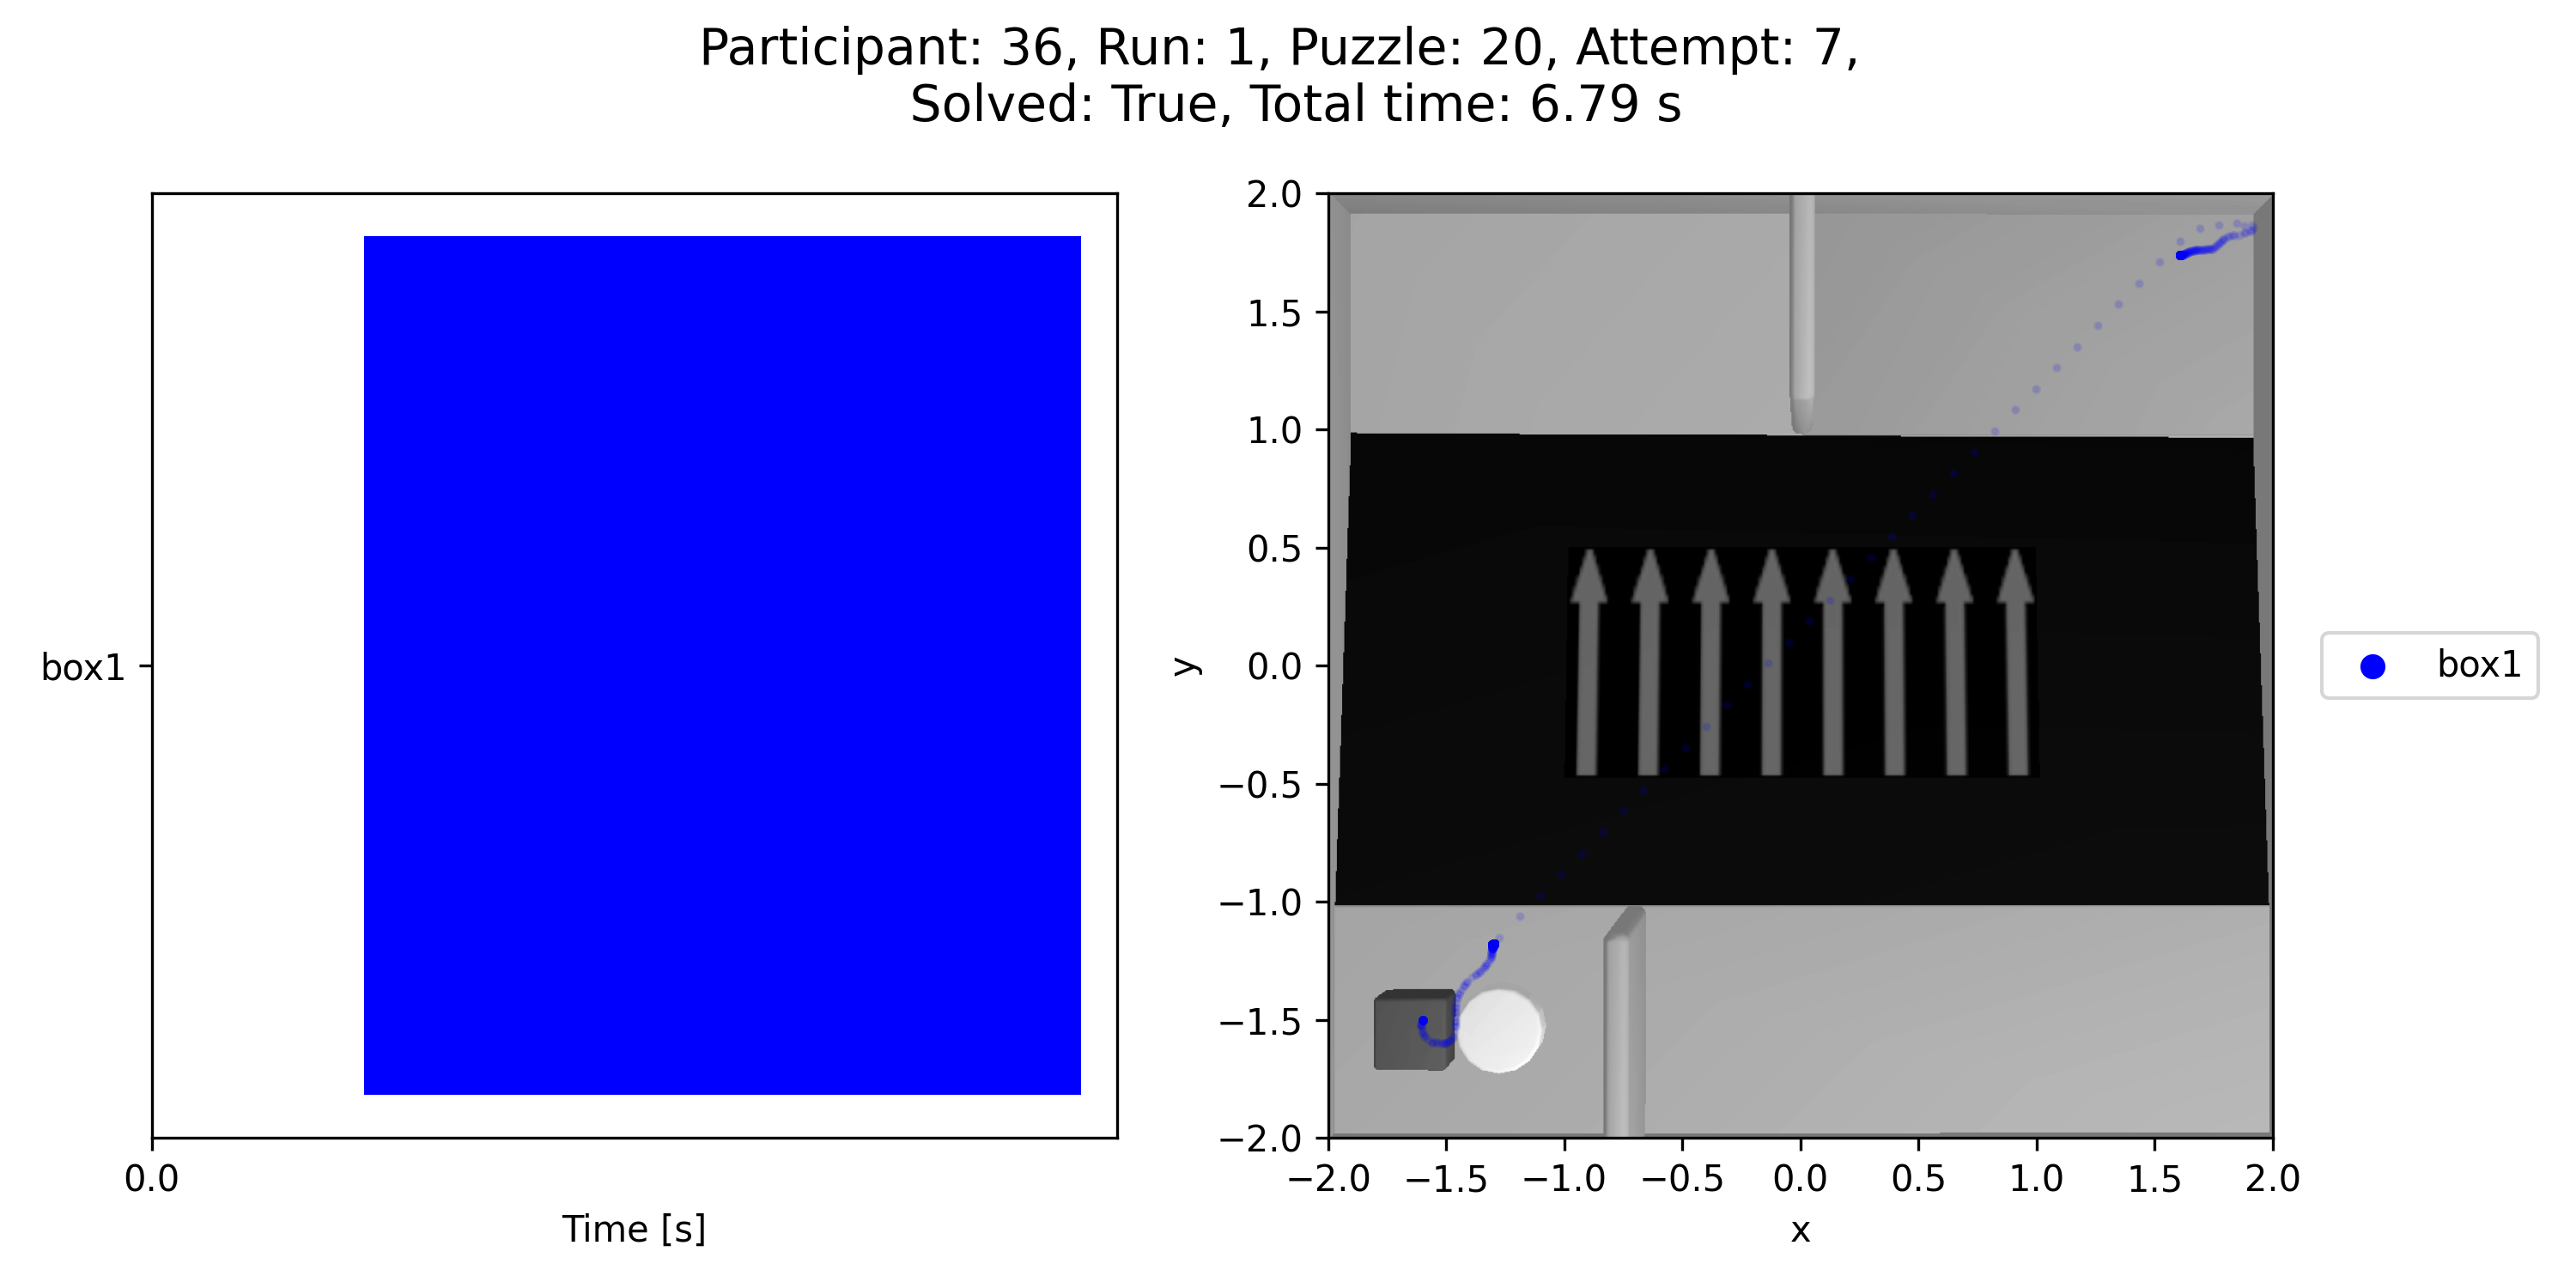 Participant: 36, Run: 1, Puzzle: 20, Attempt: 7,
Solved: True, Total time: 6.79 s
box1
0.0
Time [s]
2.0
1.5
1.0
0.5
0.0
−0.5
−1.0
−1.5
−2.0
y
−2.0 −1.5 −1.0 −0.5 0.0 0.5 1.0 1.5 2.0
x
box1